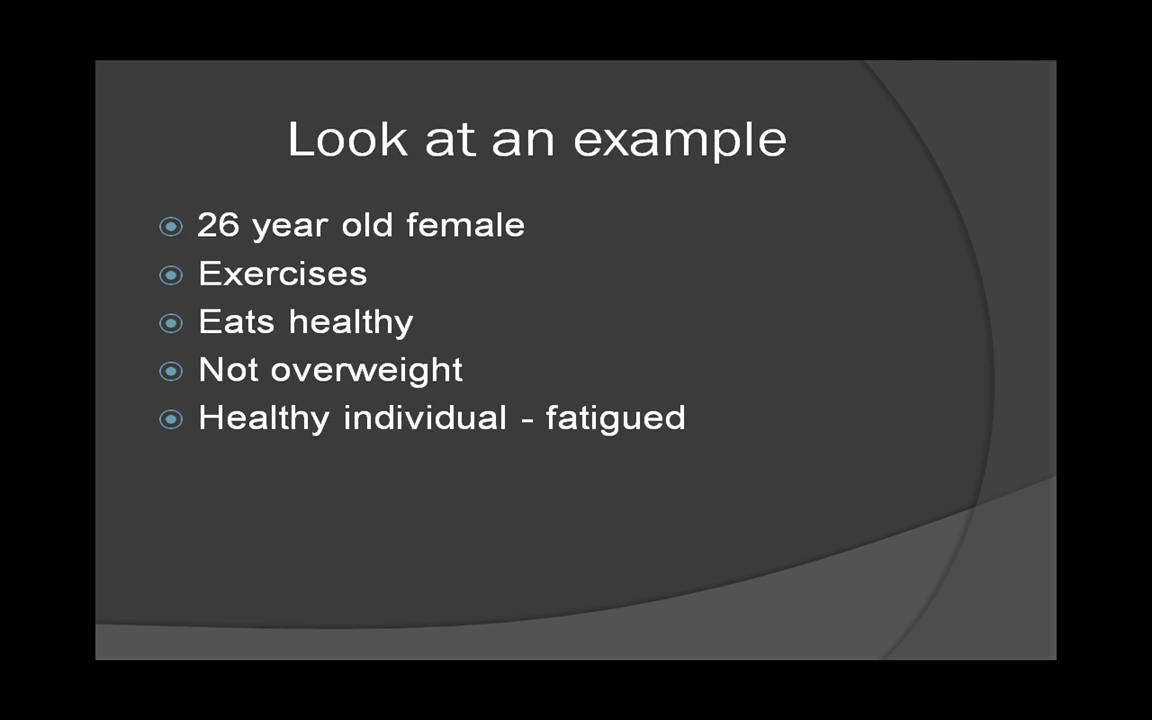 Look at an example
26 year old female
Exercises
Eats healthy
Not overweight
Healthy individual - fatigued